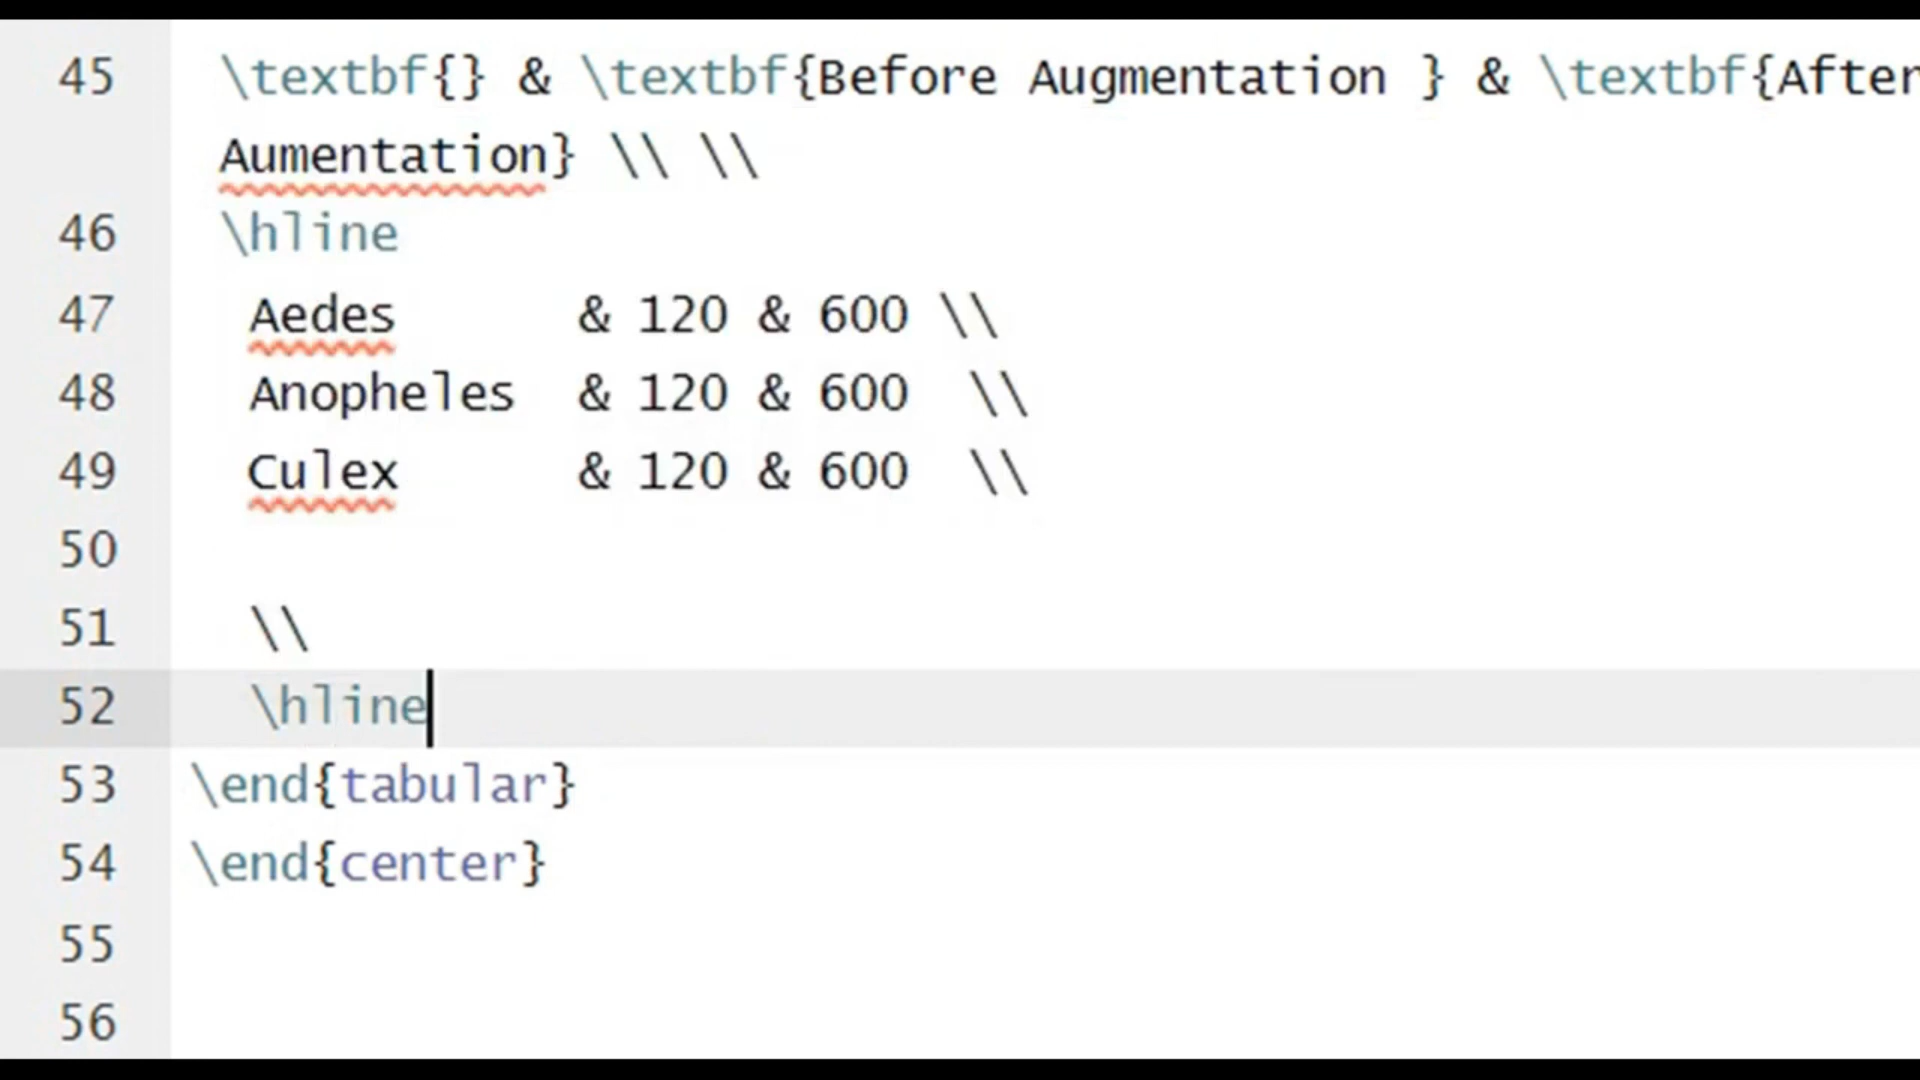 45 \textbf{} & \textbf{Before Augmentation } & \textbf{After
Aumentation} \\ \\
46 \hline
47 Aedes & 120 & 600 \\
48 Anopheles & 120 & 600 \\
49 Culex & 120 & 600 \\
50
51 \\
52 \hline
53 \end{tabular}
54 \end{center}
55
56